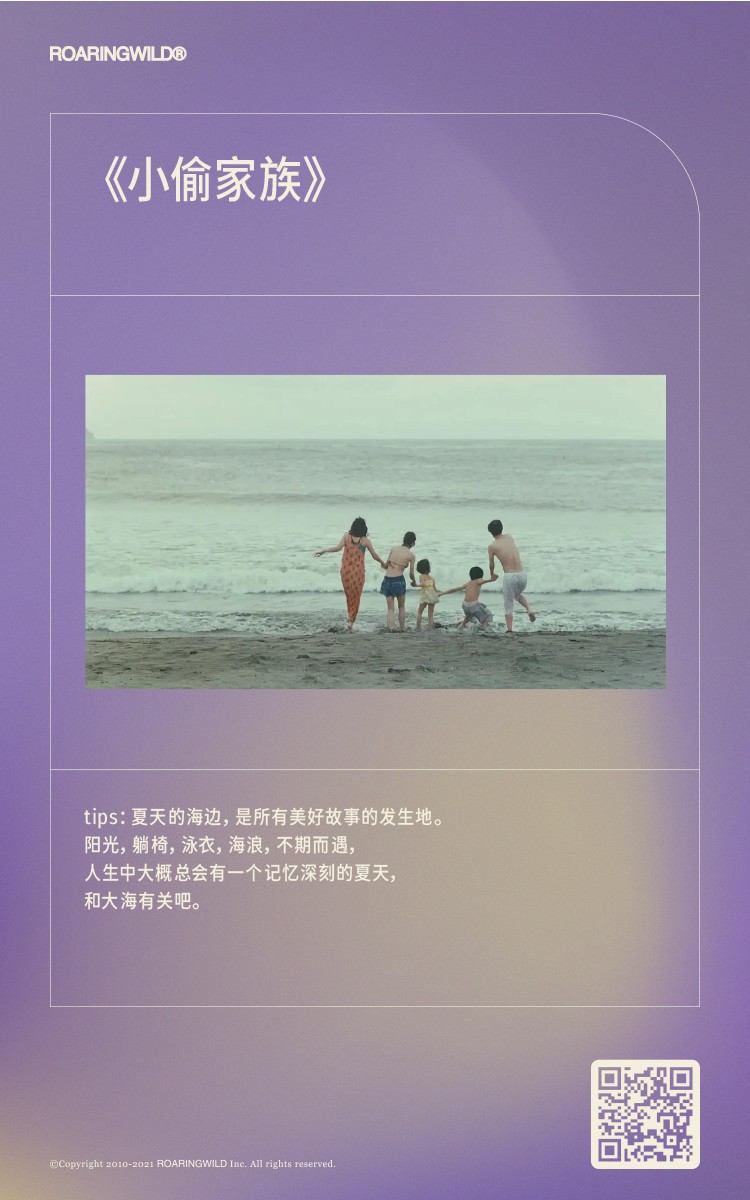 ROARINGWILD®
《小偷家族》
tips：夏天的海边，是所有美好故事的发生地。
阳光，躺椅，泳衣，海浪，不期而遇，
人生中大概总会有一个记忆深刻的夏天，
和大海有关吧。
©Copyright 2010-2021 ROARINGWILD Inc. All rights reserved.